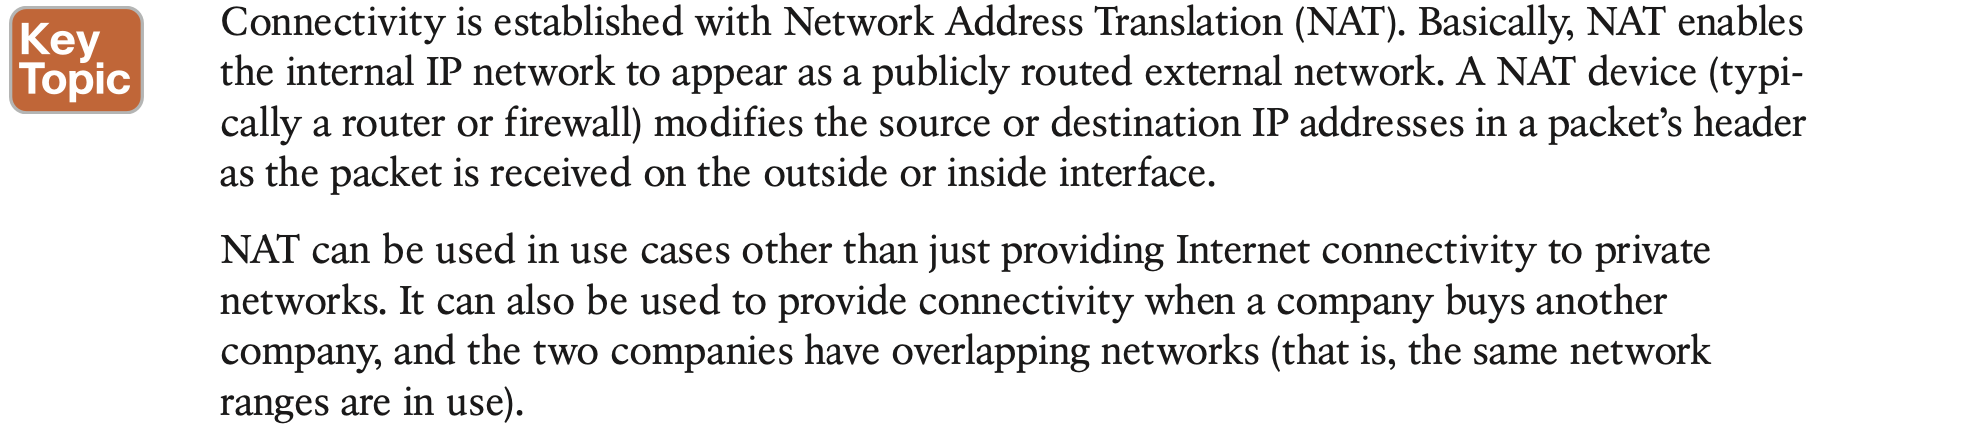 Key
Topic
Connectivity is established with Network Address Translation (NAT). Basically, NAT enables
the internal IP network to appear as a publicly routed external network. A NAT device (typi-
cally a router or firewall) modifies the source or destination IP addresses in a packet’s header
as the packet is received on the outside or inside interface.
NAT can be used in use cases other than just providing Internet connectivity to private
networks. It can also be used to provide connectivity when a company buys another
company, and the two companies have overlapping networks (that is, the same network
ranges are in use).